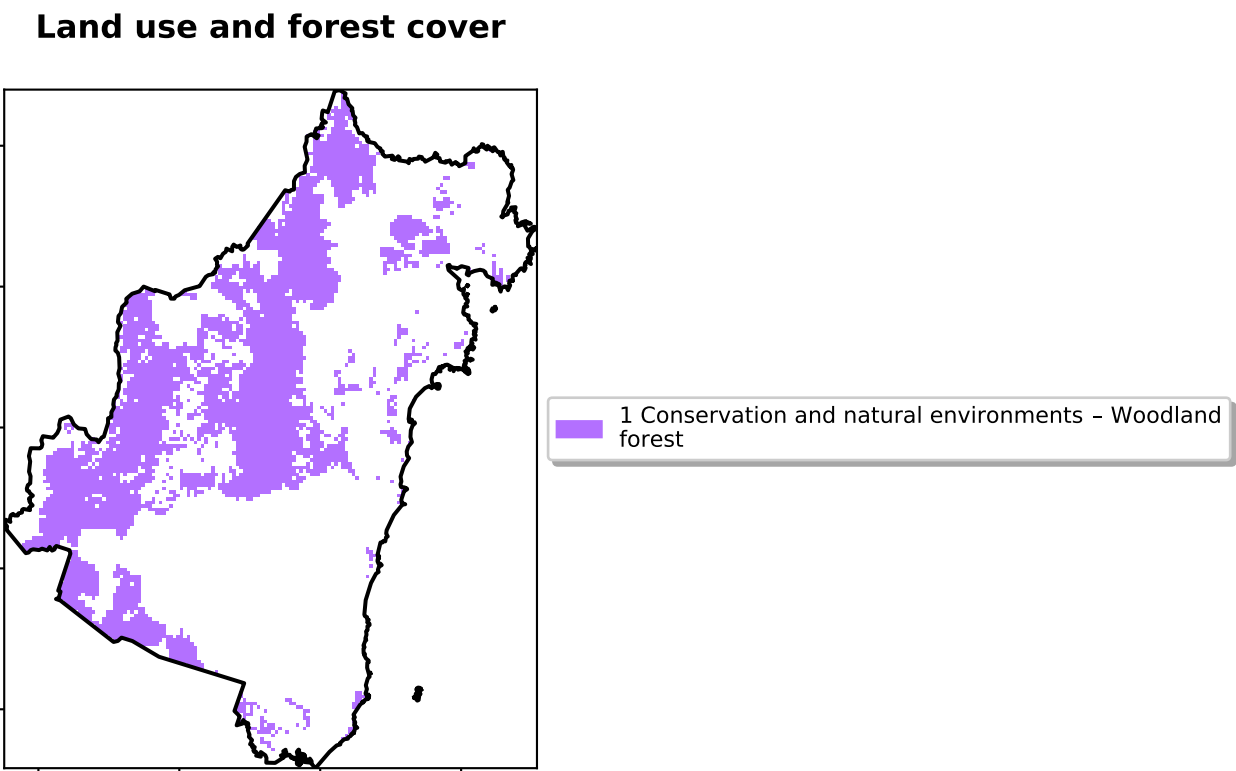 Land use and forest cover
1 Conservation and natural environments – Woodland
forest